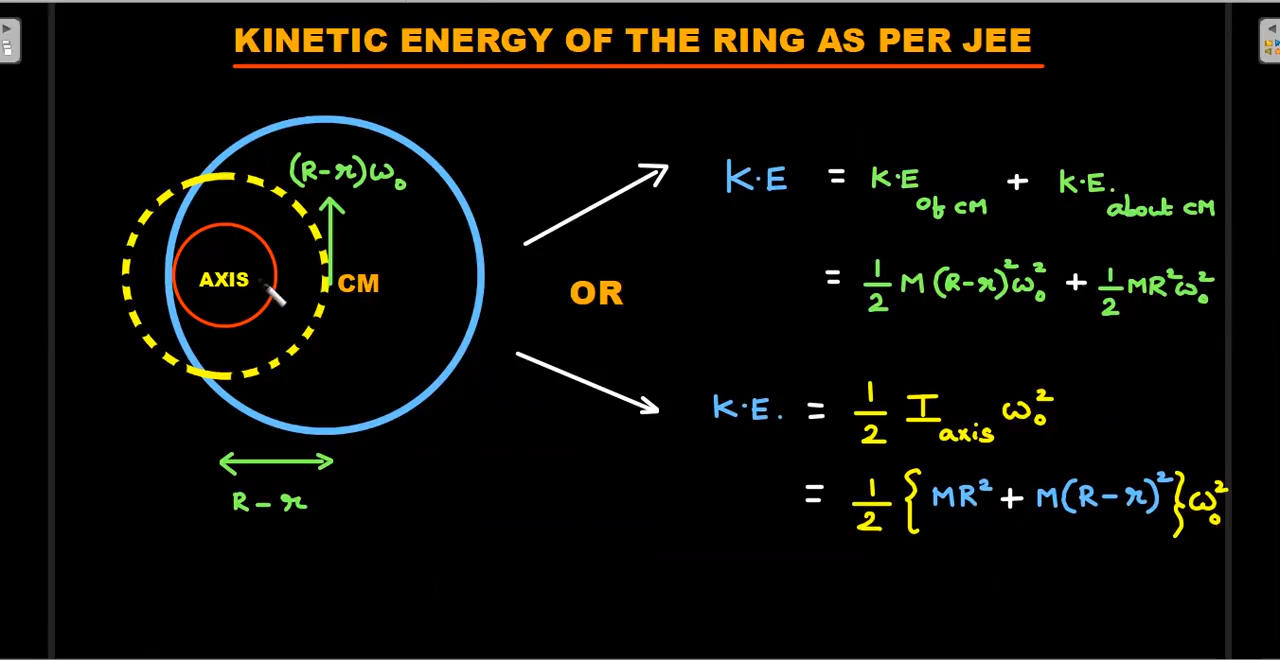 KINETIC ENERGY OF THE RING AS PER JEE
(R-r)ω₀
AXIS
CM
R - r
OR
K.E = K.E of CM + K.E. about CM
= 1/2 M(R-r)²ω₀² + 1/2 MR²ω₀²
K.E. = 1/2 I axis ω₀²
= 1/2 {MR² + M(R-r)²}ω₀²